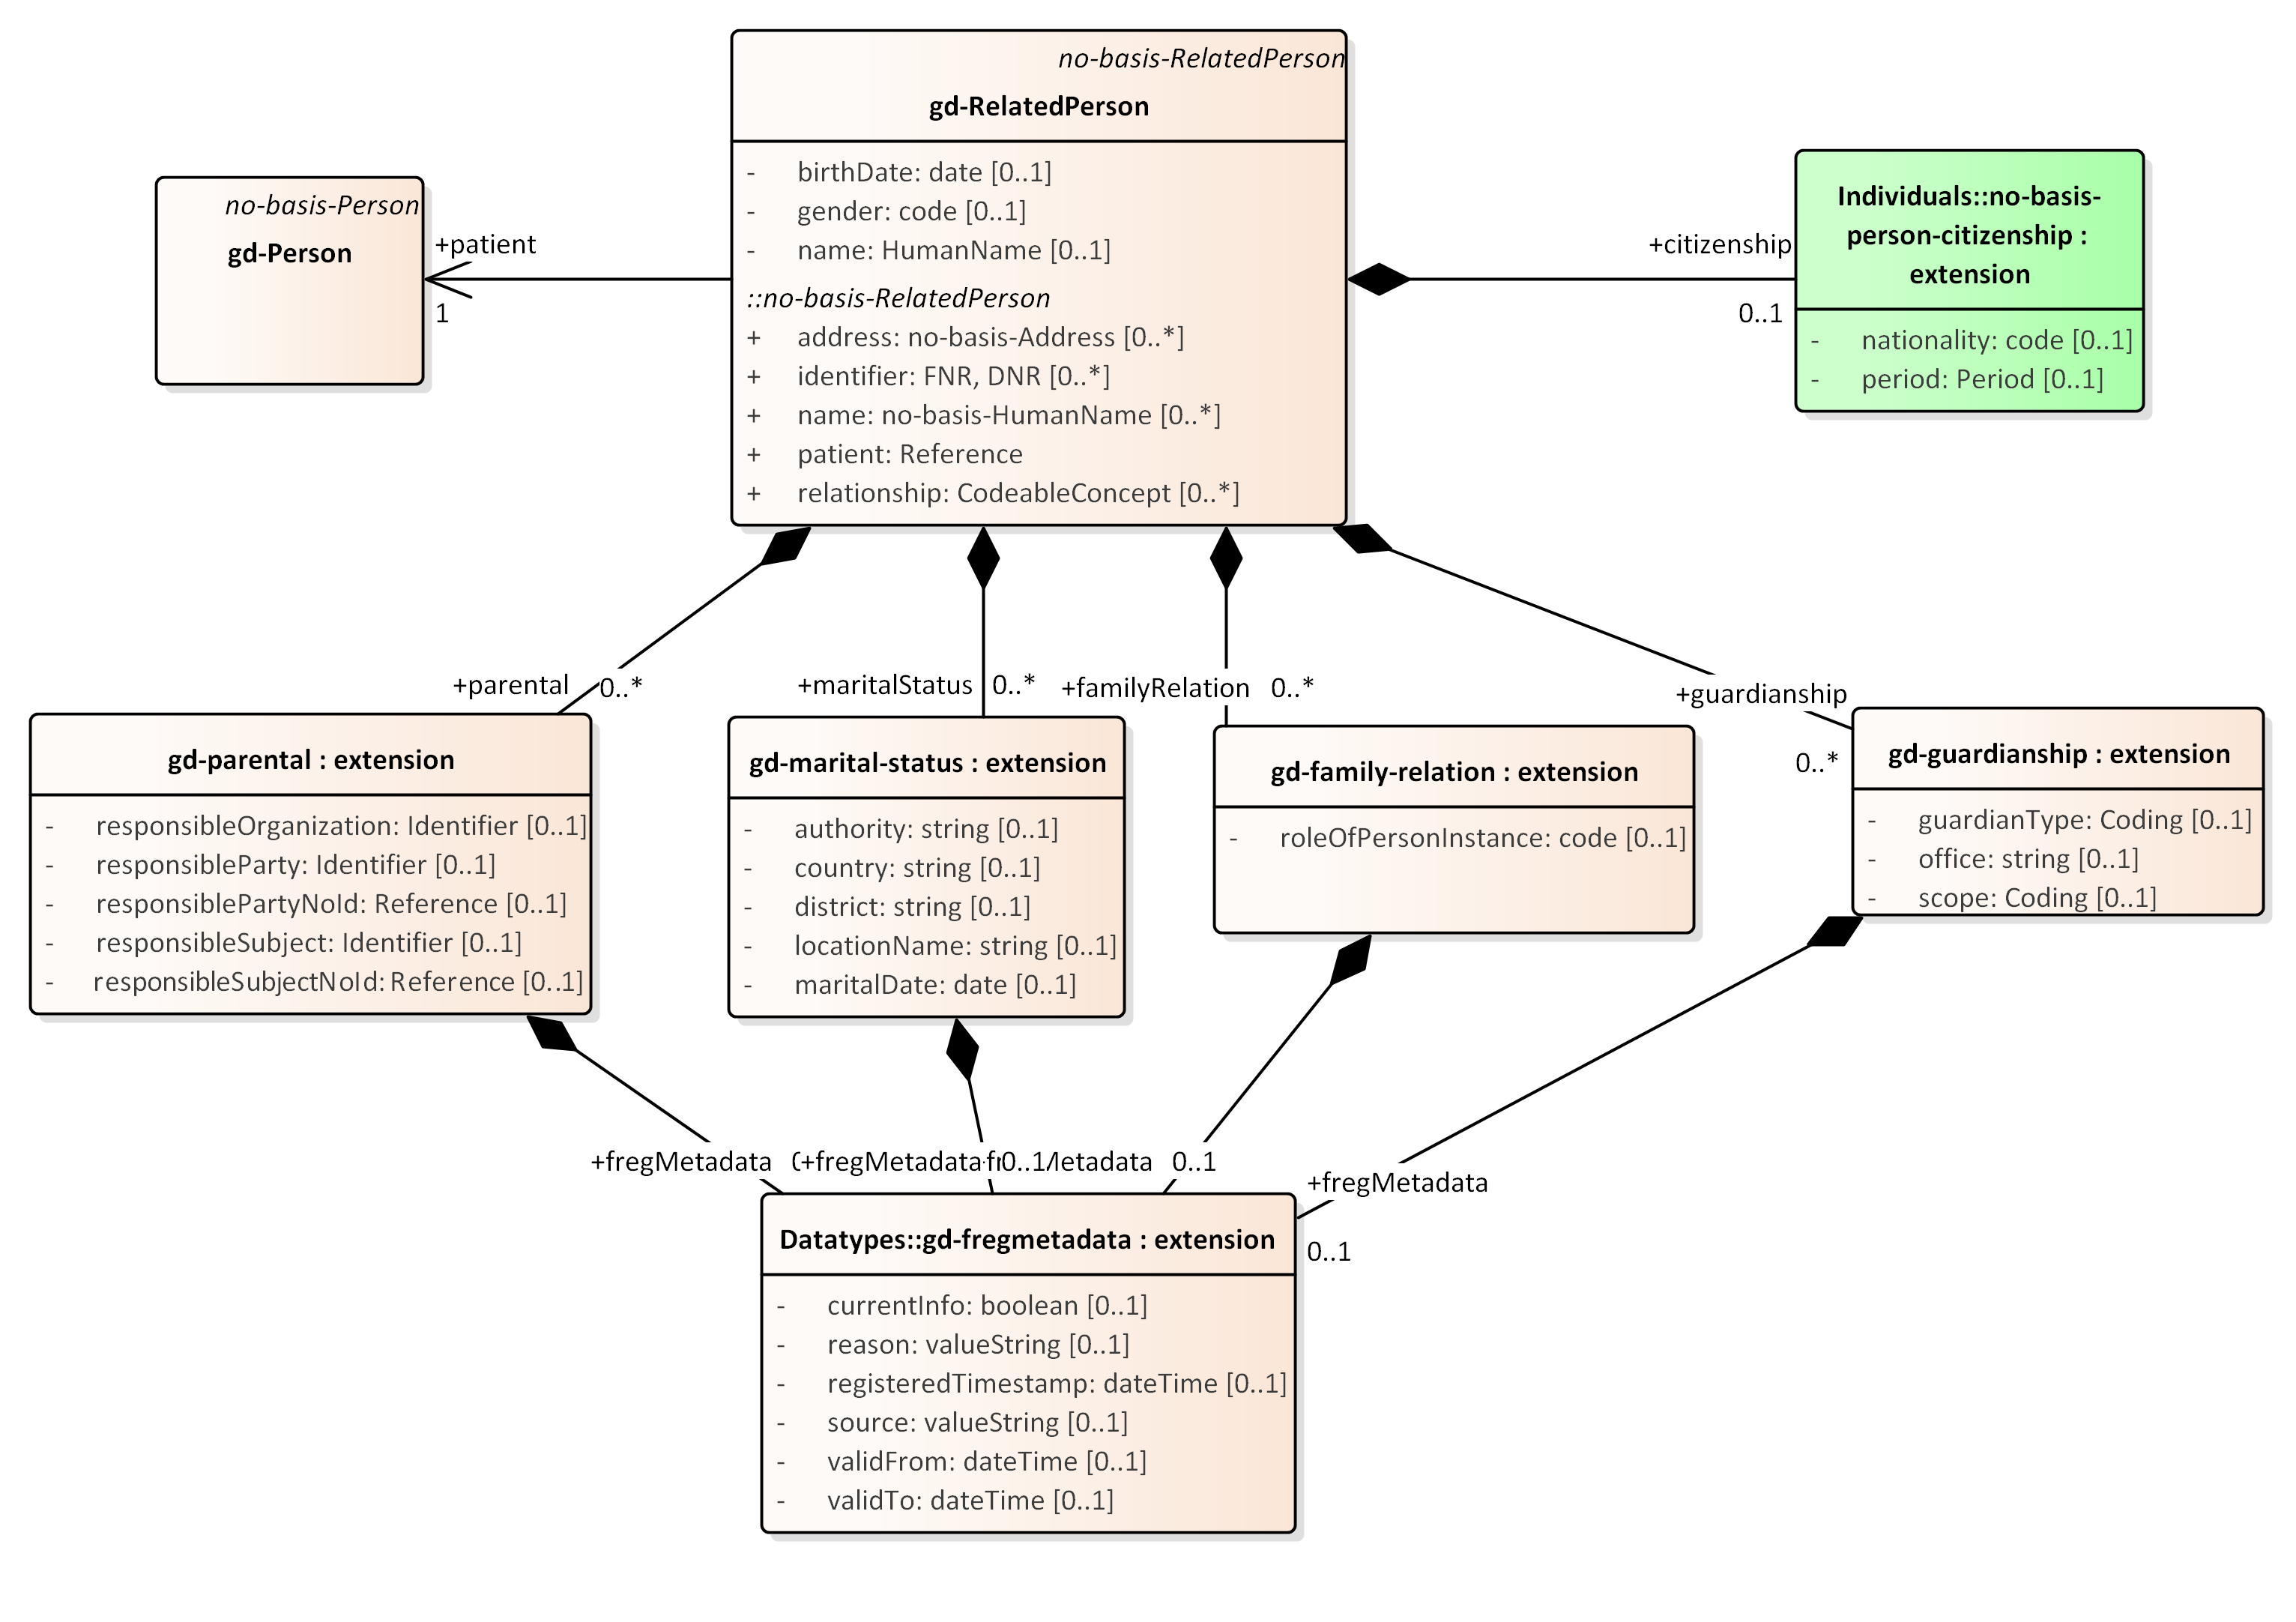 no-basis-RelatedPerson
gd-RelatedPerson
- birthDate: date [0..1]
- gender: code [0..1]
- name: HumanName [0..1]
::no-basis-RelatedPerson
+ address: no-basis-Address [0..*]
+ identifier: FNR, DNR [0..*]
+ name: no-basis-HumanName [0..*]
+ patient: Reference
+ relationship: CodeableConcept [0..*]
no-basis-Person
gd-Person
+patient
1
+citizenship
0..1
Individuals::no-basis-
person-citizenship :
extension
- nationality: code [0..1]
- period: Period [0..1]
+parental 0..*
+maritalStatus 0..*
+familyRelation 0..*
+guardianship
0..*
gd-parental : extension
- responsibleOrganization: Identifier [0..1]
- responsibleParty: Identifier [0..1]
- responsiblePartyNoId: Reference [0..1]
- responsibleSubject: Identifier [0..1]
- responsibleSubjectNoId: Reference [0..1]
gd-marital-status : extension
- authority: string [0..1]
- country: string [0..1]
- district: string [0..1]
- locationName: string [0..1]
- maritalDate: date [0..1]
gd-family-relation : extension
- roleOfPersonInstance: code [0..1]
gd-guardianship : extension
- guardianType: Coding [0..1]
- office: string [0..1]
- scope: Coding [0..1]
+fregMetadata
+fregMetadata 0..1
0..1
+fregMetadata
0..1
Datatypes::gd-fregmetadata : extension
- currentInfo: boolean [0..1]
- reason: valueString [0..1]
- registeredTimestamp: dateTime [0..1]
- source: valueString [0..1]
- validFrom: dateTime [0..1]
- validTo: dateTime [0..1]